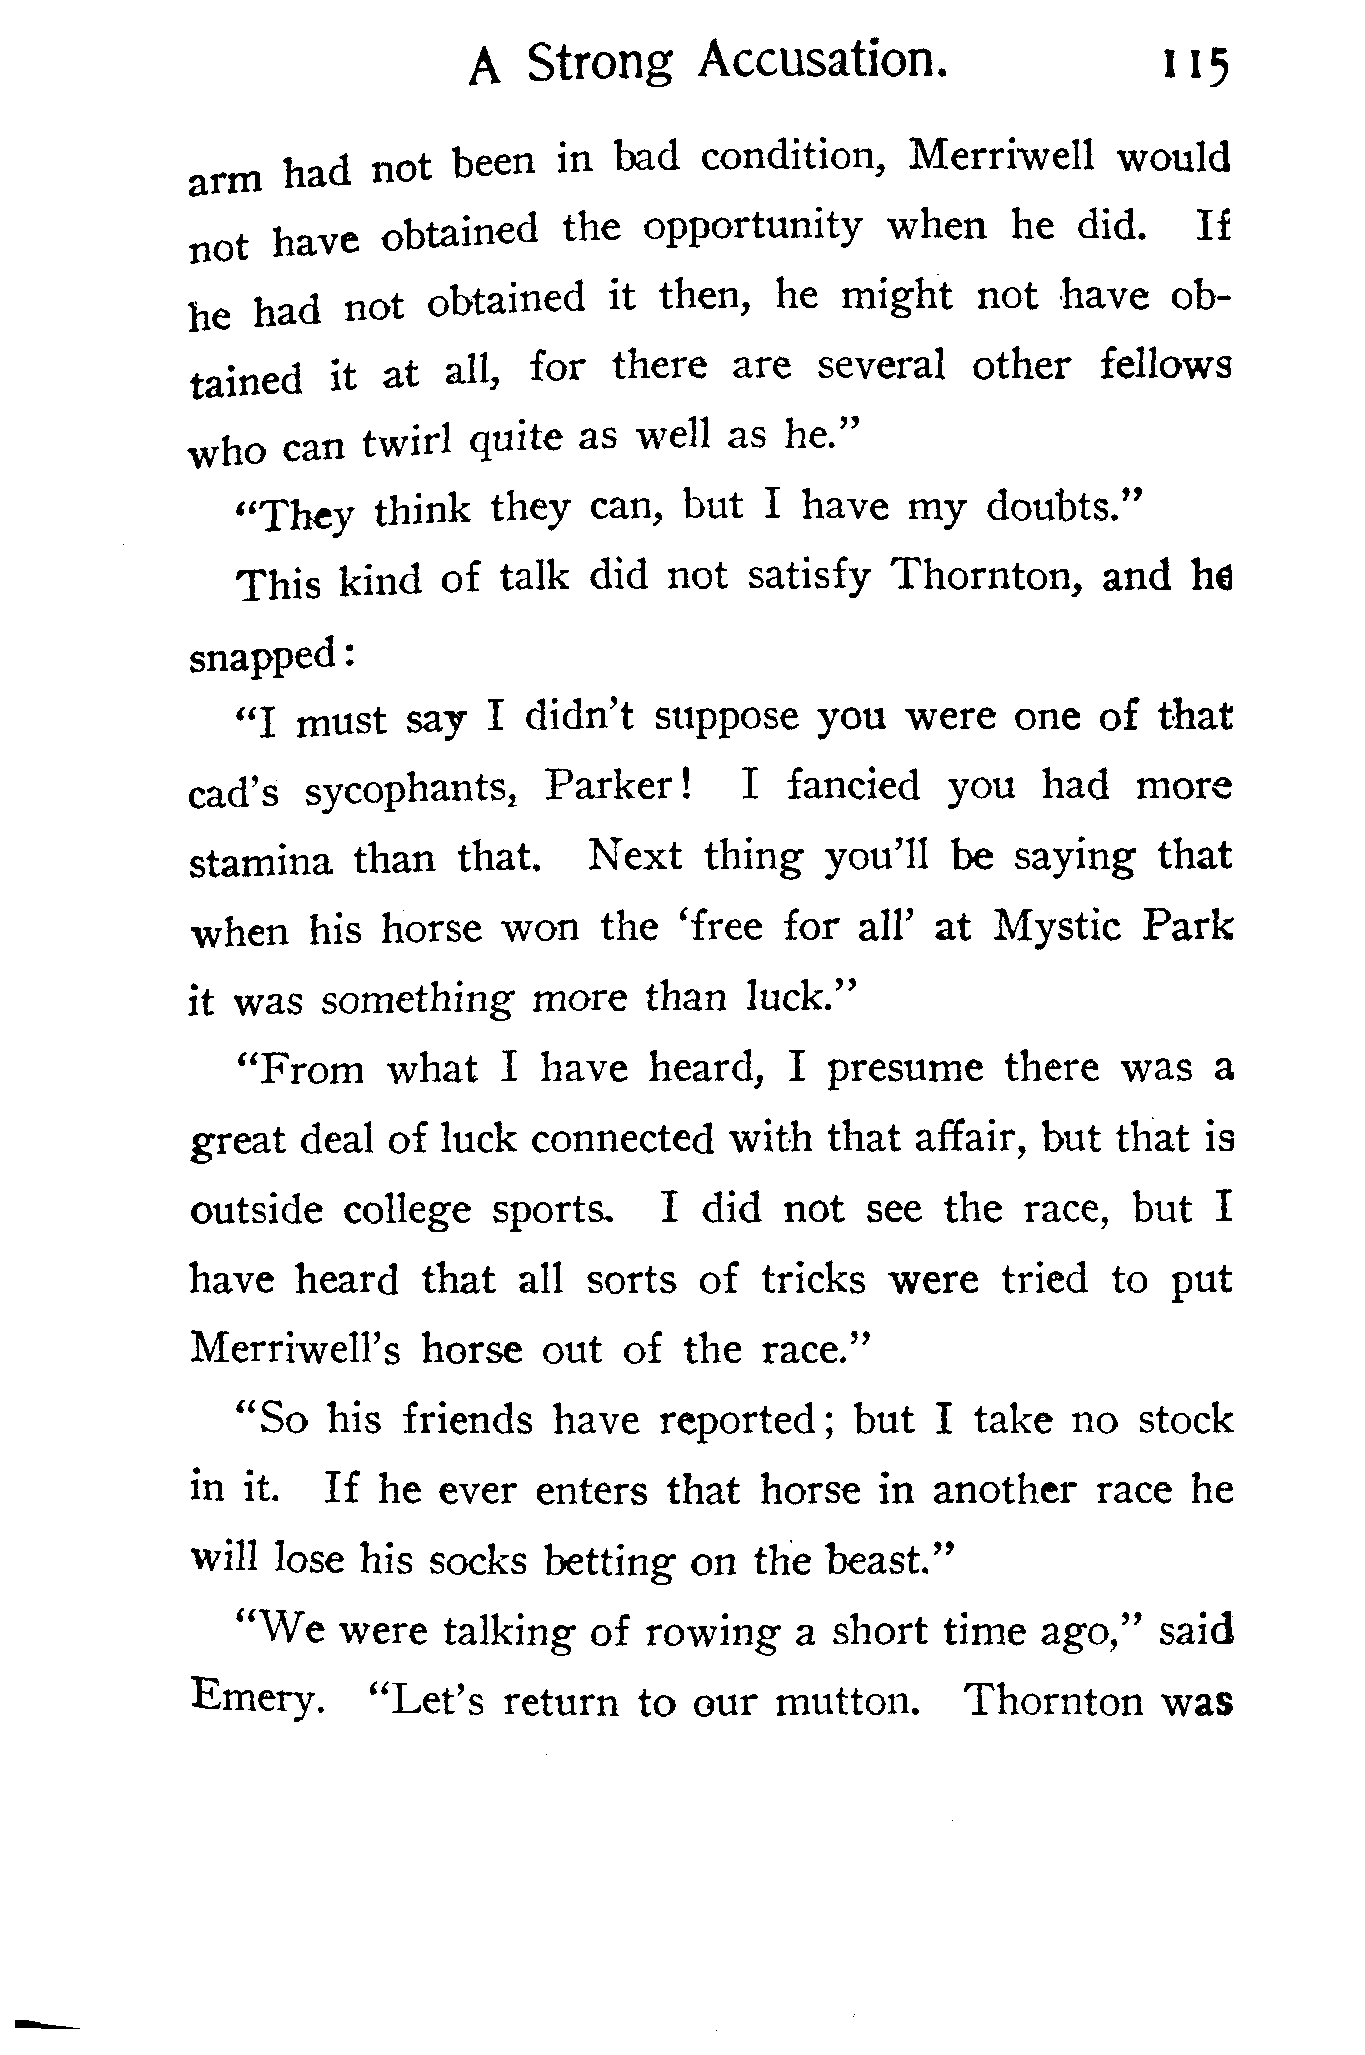 A Strong Accusation. 115
arm had not been in bad condition, Merriwell would
not have obtained the opportunity when he did. If
he had not obtained it then, he might not have ob-
tained it at all, for there are several other fellows
who can twirl quite as well as he.”
“They think they can, but I have my doubts.”
This kind of talk did not satisfy Thornton, and he
snapped:
“I must say I didn’t suppose you were one of that
cad’s sycophants, Parker! I fancied you had more
stamina than that. Next thing you’ll be saying that
when his horse won the ‘free for all’ at Mystic Park
it was something more than luck.”
“From what I have heard, I presume there was a
great deal of luck connected with that affair, but that is
outside college sports. I did not see the race, but I
have heard that all sorts of tricks were tried to put
Merriwell’s horse out of the race.”
“So his friends have reported; but I take no stock
in it. If he ever enters that horse in another race he
will lose his socks betting on the beast.”
“We were talking of rowing a short time ago,” said
Emery. “Let’s return to our mutton. Thornton was